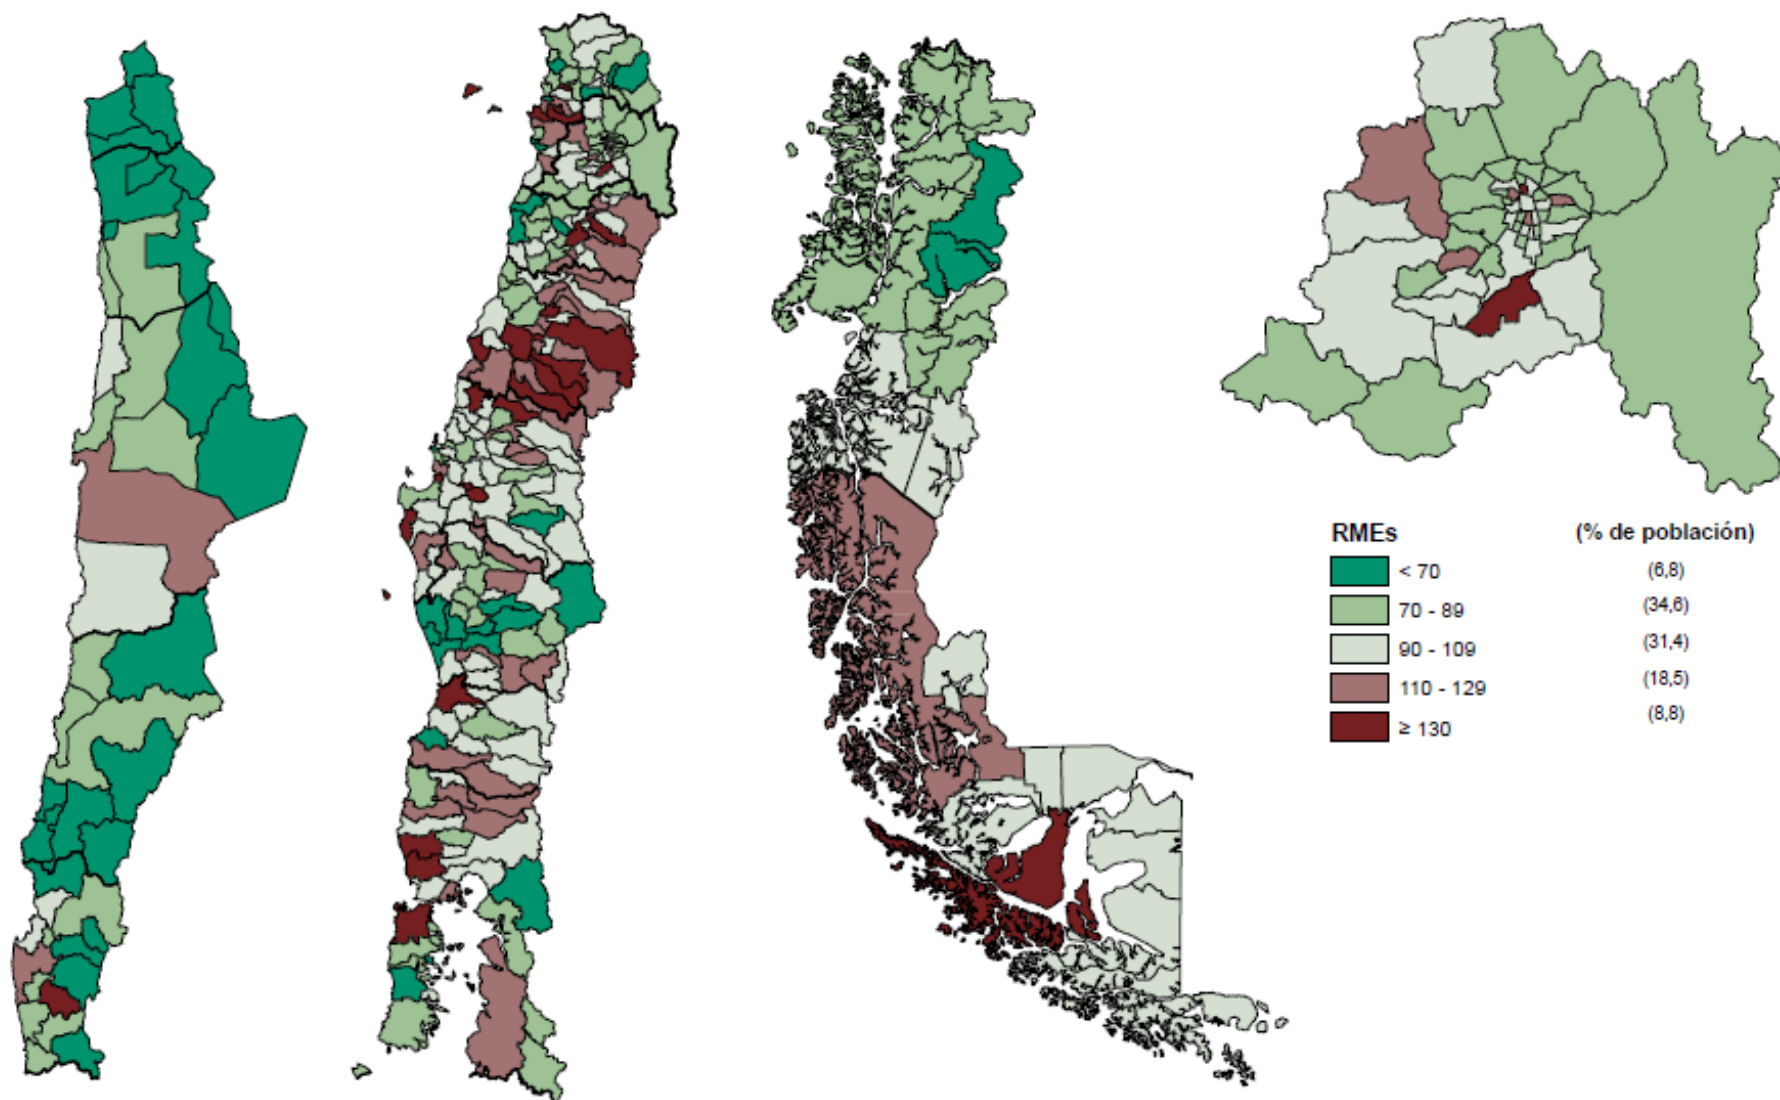 RMEs (% de población)
< 70 (6,8)
70 - 89 (34,6)
90 - 109 (31,4)
110 - 129 (18,5)
≥ 130 (8,8)